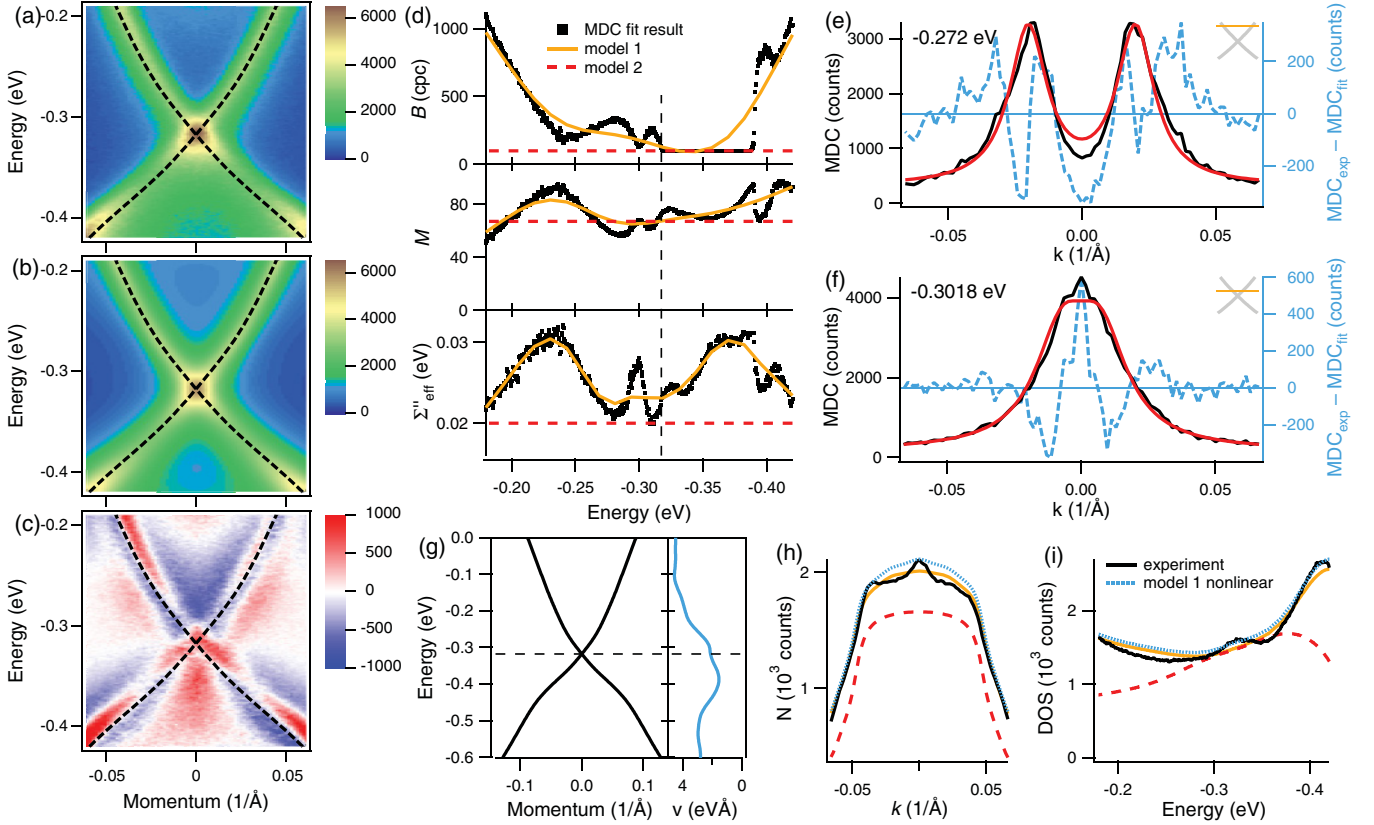 (a)
Energy (eV)
-0.2
-0.3
-0.4
6000
4000
2000
0
(b)
Energy (eV)
-0.2
-0.3
-0.4
6000
4000
2000
0
(c)
Energy (eV)
-0.2
-0.3
-0.4
1000
500
0
-500
-1000
-0.05
0
0.05
Momentum (1/Å)
(d)
B (cpc)
1000
500
0
MDC fit result
model 1
model 2
M
80
40
0
Σ''eff (eV)
0.03
0.02
-0.20
-0.25
-0.30
-0.35
-0.40
Energy (eV)
(e)
-0.272 eV
MDC (counts)
3000
2000
1000
0
200
0
-200
MDCexp − MDCfit (counts)
-0.05
0.00
0.05
k (1/Å)
(f)
-0.3018 eV
MDC (counts)
4000
2000
0
600
400
200
0
-200
MDCexp − MDCfit (counts)
-0.05
0.00
0.05
k (1/Å)
(g)
Energy (eV)
0.0
-0.1
-0.2
-0.3
-0.4
-0.5
-0.6
-0.1
0.0
0.1
4
0
Momentum (1/Å)
v (eVÅ)
(h)
N (10³ counts)
2
1
-0.05
0.05
k (1/Å)
(i)
experiment
model 1 nonlinear
DOS (10³ counts)
2
1
0
-0.2
-0.3
-0.4
Energy (eV)